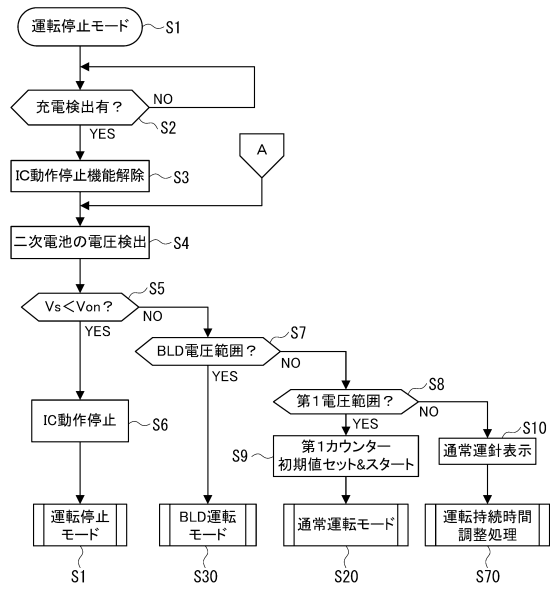 運転停止モード
S1
充電検出有？
NO
S2
YES
A
IC動作停止機能解除
S3
二次電池の電圧検出
S4
Vs＜Von？
S5
NO
YES
BLD電圧範囲？
S7
NO
YES
第1電圧範囲？
S8
NO
YES
IC動作停止
S6
S9
第1カウンター
初期値セット&スタート
S10
通常運針表示
運転停止
モード
BLD運転
モード
通常運転モード
運転持続時間
調整処理
S1
S30
S20
S70